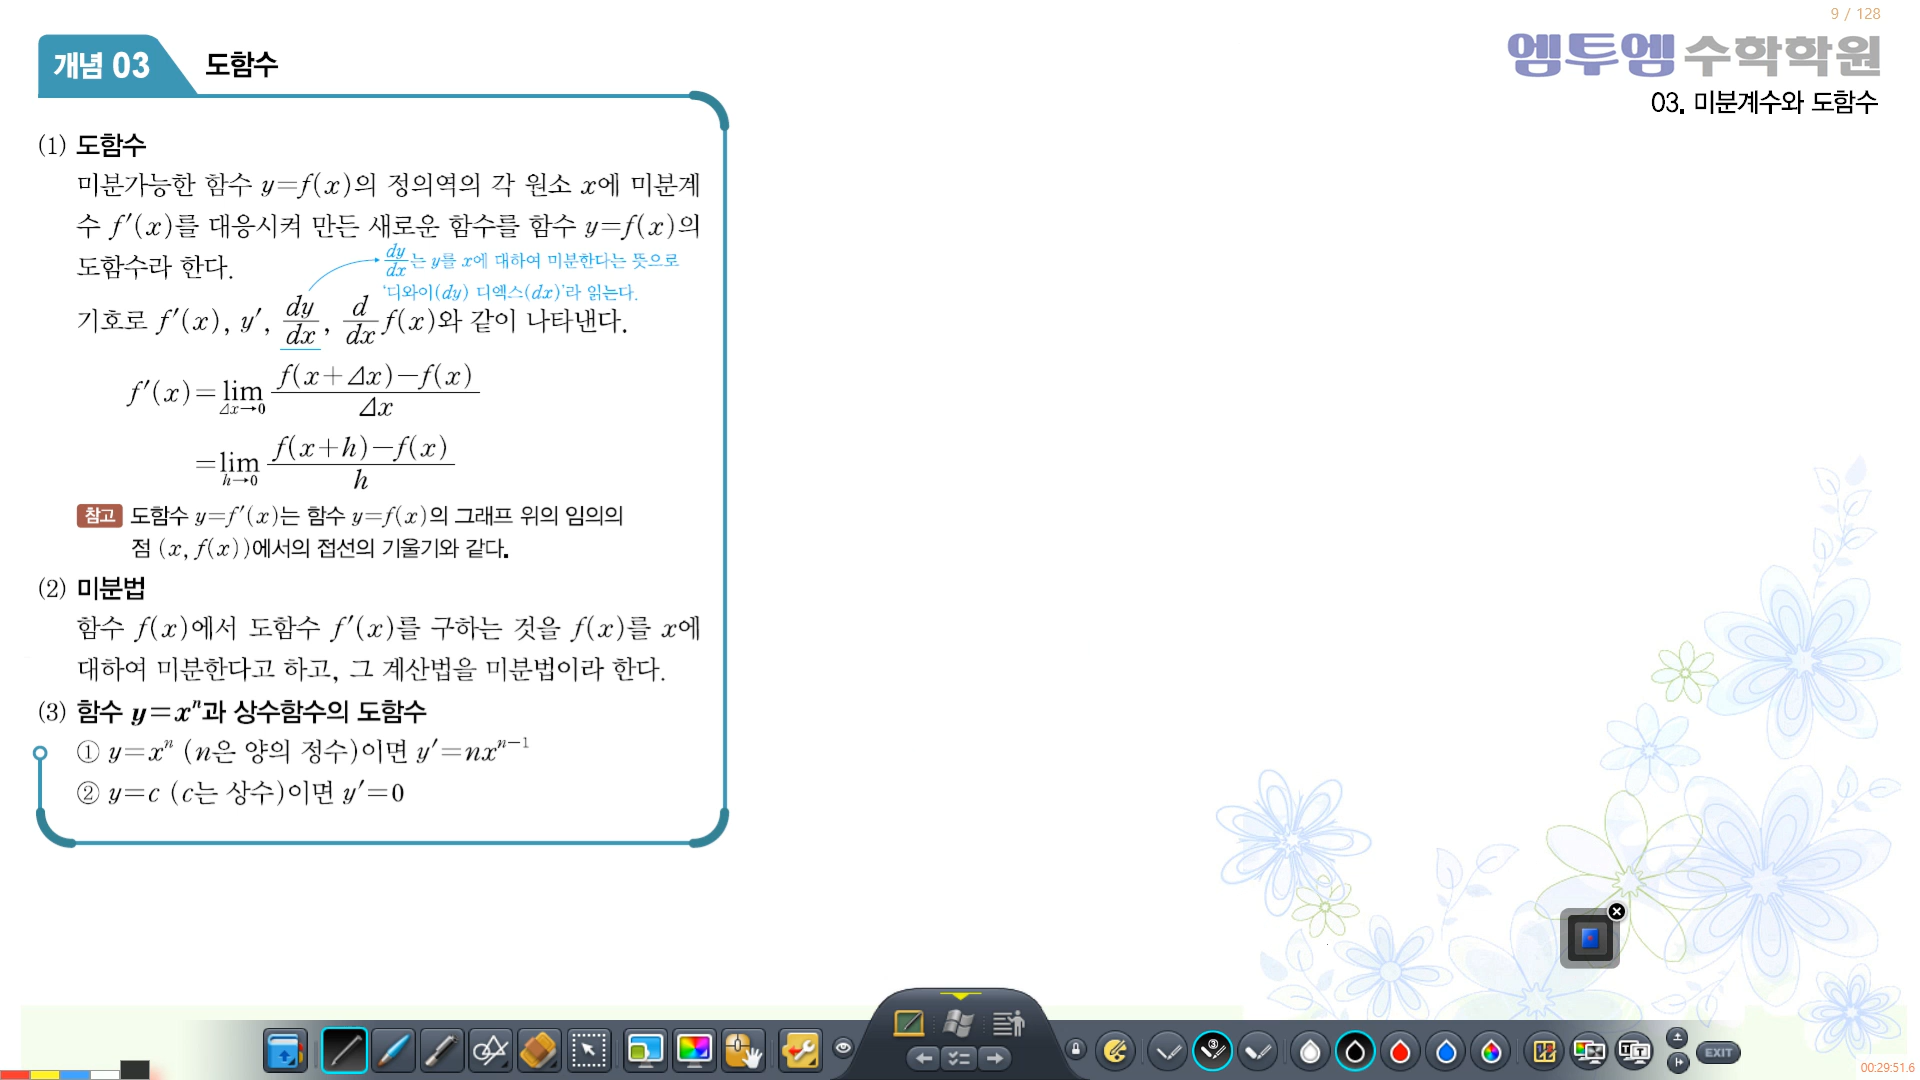 9 / 128
엠투엠수학학원
03. 미분계수와 도함수
개념 03 도함수
(1) 도함수
미분가능한 함수 y=f(x)의 정의역의 각 원소 x에 미분계
수 f′(x)를 대응시켜 만든 새로운 함수를 함수 y=f(x)의
도함수라 한다.
dy/dx는 y를 x에 대하여 미분한다는 뜻으로
‘디와이(dy) 디엑스(dx)’라 읽는다.
기호로 f′(x), y′, dy/dx, d/dx f(x)와 같이 나타낸다.
f′(x)=lim Δx→0 f(x+Δx)−f(x)/Δx
=lim h→0 f(x+h)−f(x)/h
참고 도함수 y=f′(x)는 함수 y=f(x)의 그래프 위의 임의의
점 (x, f(x))에서의 접선의 기울기와 같다.
(2) 미분법
함수 f(x)에서 도함수 f′(x)를 구하는 것을 f(x)를 x에
대하여 미분한다고 하고, 그 계산법을 미분법이라 한다.
(3) 함수 y=xⁿ과 상수함수의 도함수
① y=xⁿ (n은 양의 정수)이면 y′=nxⁿ⁻¹
② y=c (c는 상수)이면 y′=0
EXIT
00:29:51.6